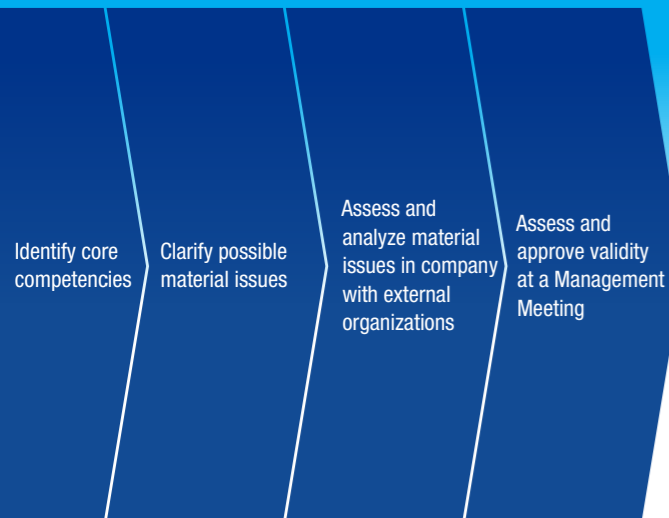 Identify core
competencies
Clarify possible
material issues
Assess and
analyze material
issues in company
with external
organizations
Assess and
approve validity
at a Management
Meeting